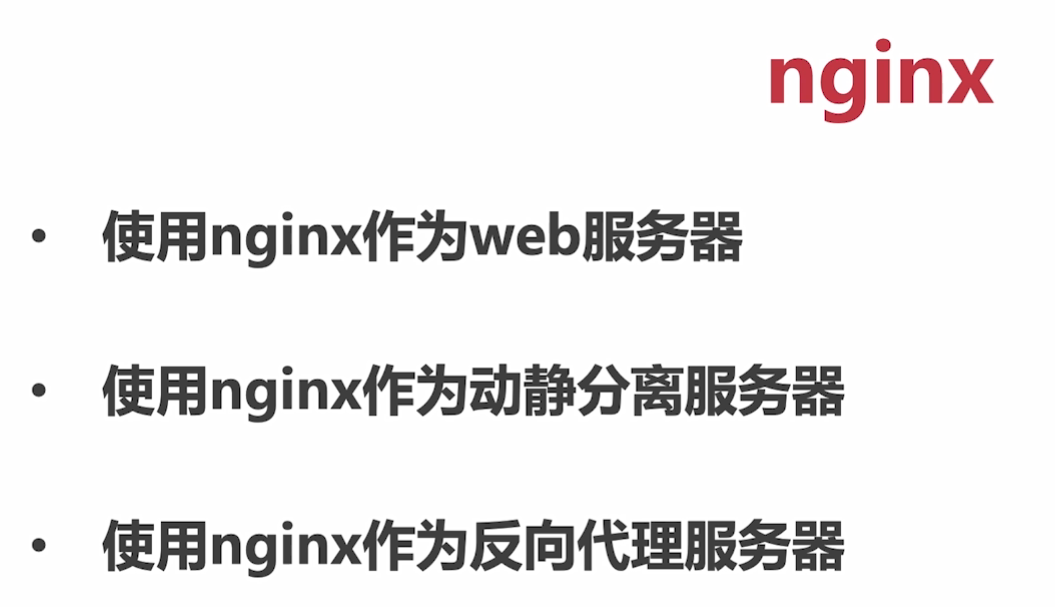 nginx
• 使用nginx作为web服务器
• 使用nginx作为动静分离服务器
• 使用nginx作为反向代理服务器